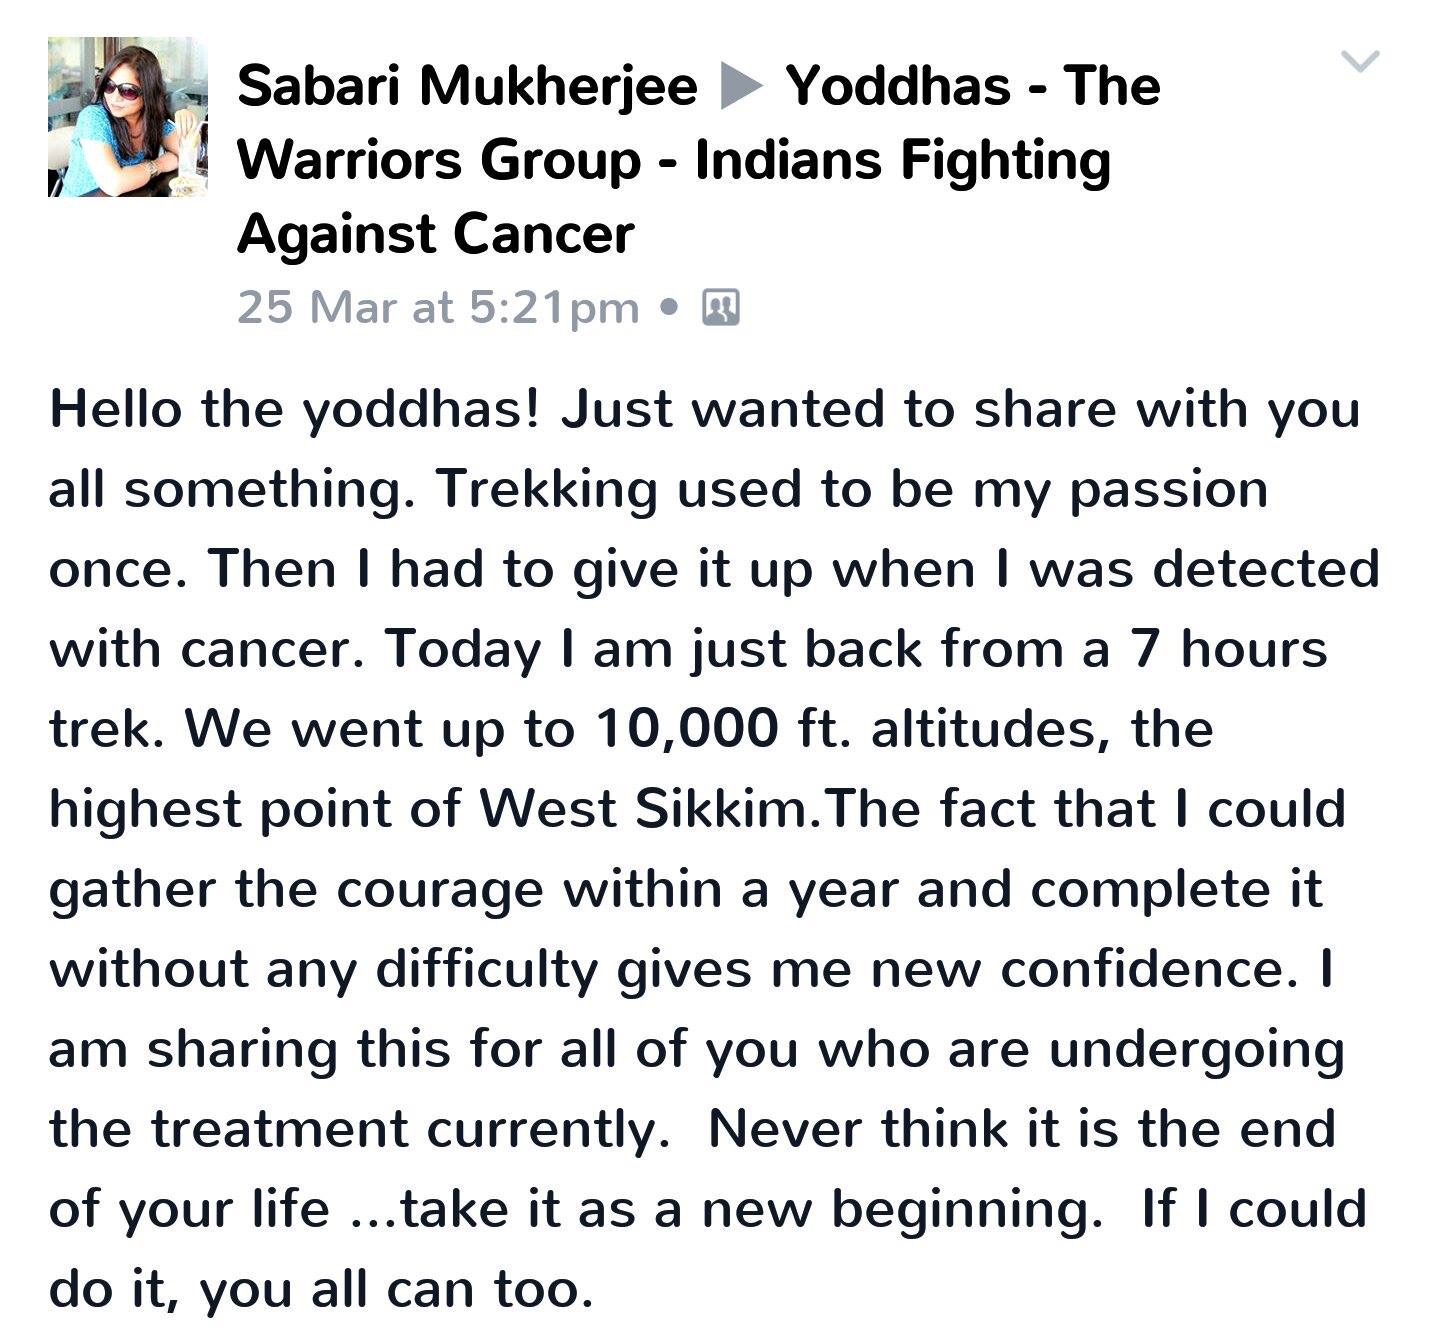 Sabari Mukherjee ▶ Yoddhas - The
Warriors Group - Indians Fighting
Against Cancer
25 Mar at 5:21pm •
Hello the yoddhas! Just wanted to share with you
all something. Trekking used to be my passion
once. Then I had to give it up when I was detected
with cancer. Today I am just back from a 7 hours
trek. We went up to 10,000 ft. altitudes, the
highest point of West Sikkim.The fact that I could
gather the courage within a year and complete it
without any difficulty gives me new confidence. I
am sharing this for all of you who are undergoing
the treatment currently.  Never think it is the end
of your life ...take it as a new beginning.  If I could
do it, you all can too.